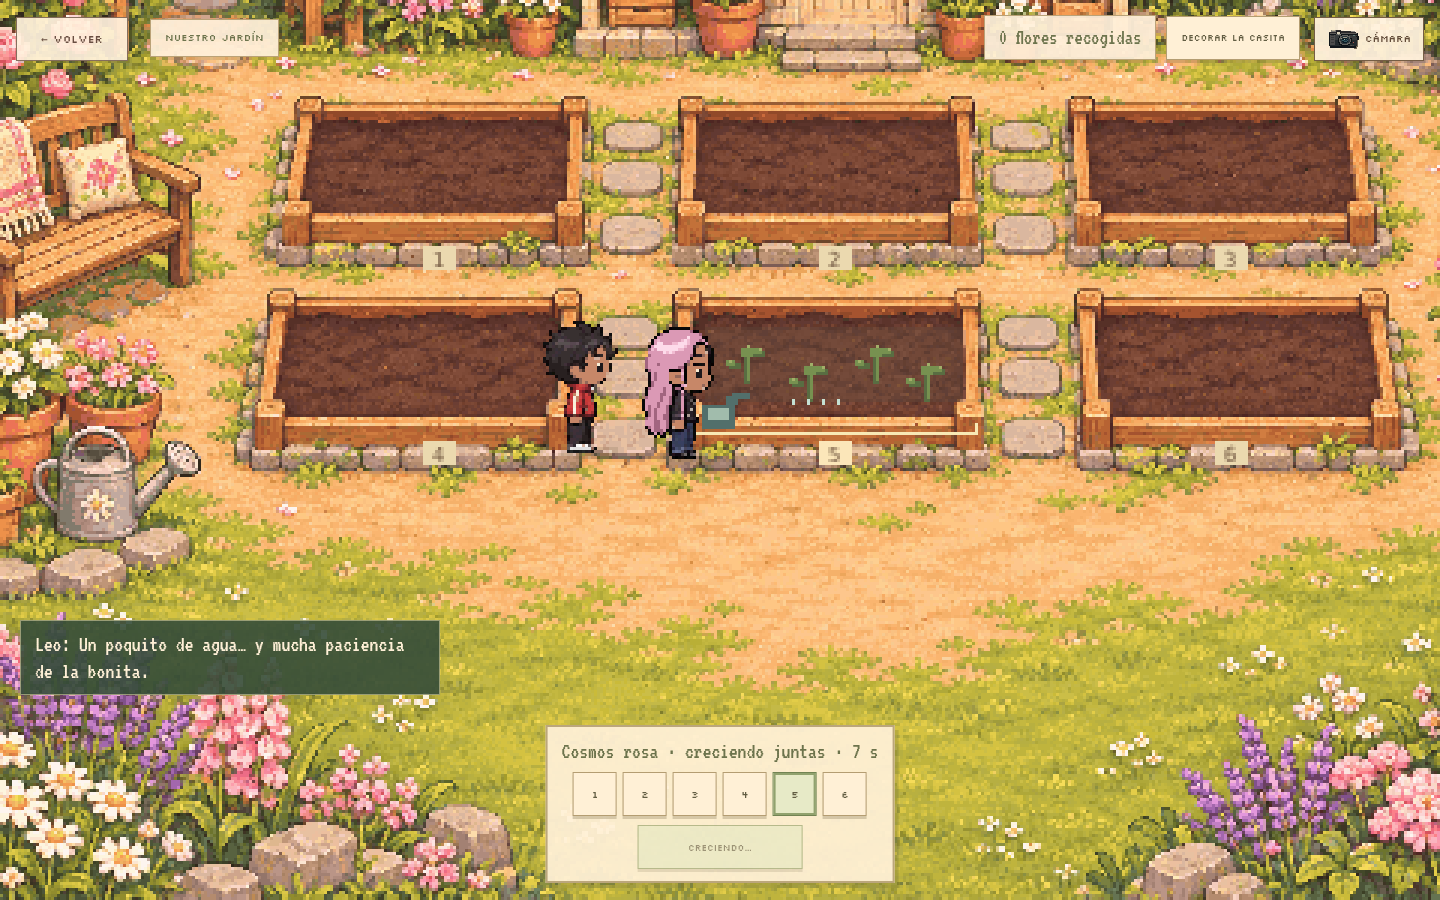 ← VOLVER
NUESTRO JARDÍN
0 flores recogidas
DECORAR LA CASITA
CÁMARA
1
2
3
4
5
6
Leo: Un poquito de agua… y mucha paciencia
de la bonita.
Cosmos rosa · creciendo juntas · 7 s
1 2 3 4 5 6
CRECIENDO…